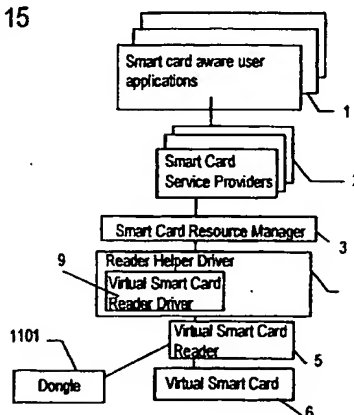 15
Smart card aware user
applications
1
Smart Card
Service Providers
2
Smart Card Resource Manager
3
Reader Helper Driver
9
Virtual Smart Card
Reader Driver
1101
Virtual Smart Card
Reader
5
Dongle
Virtual Smart Card
6